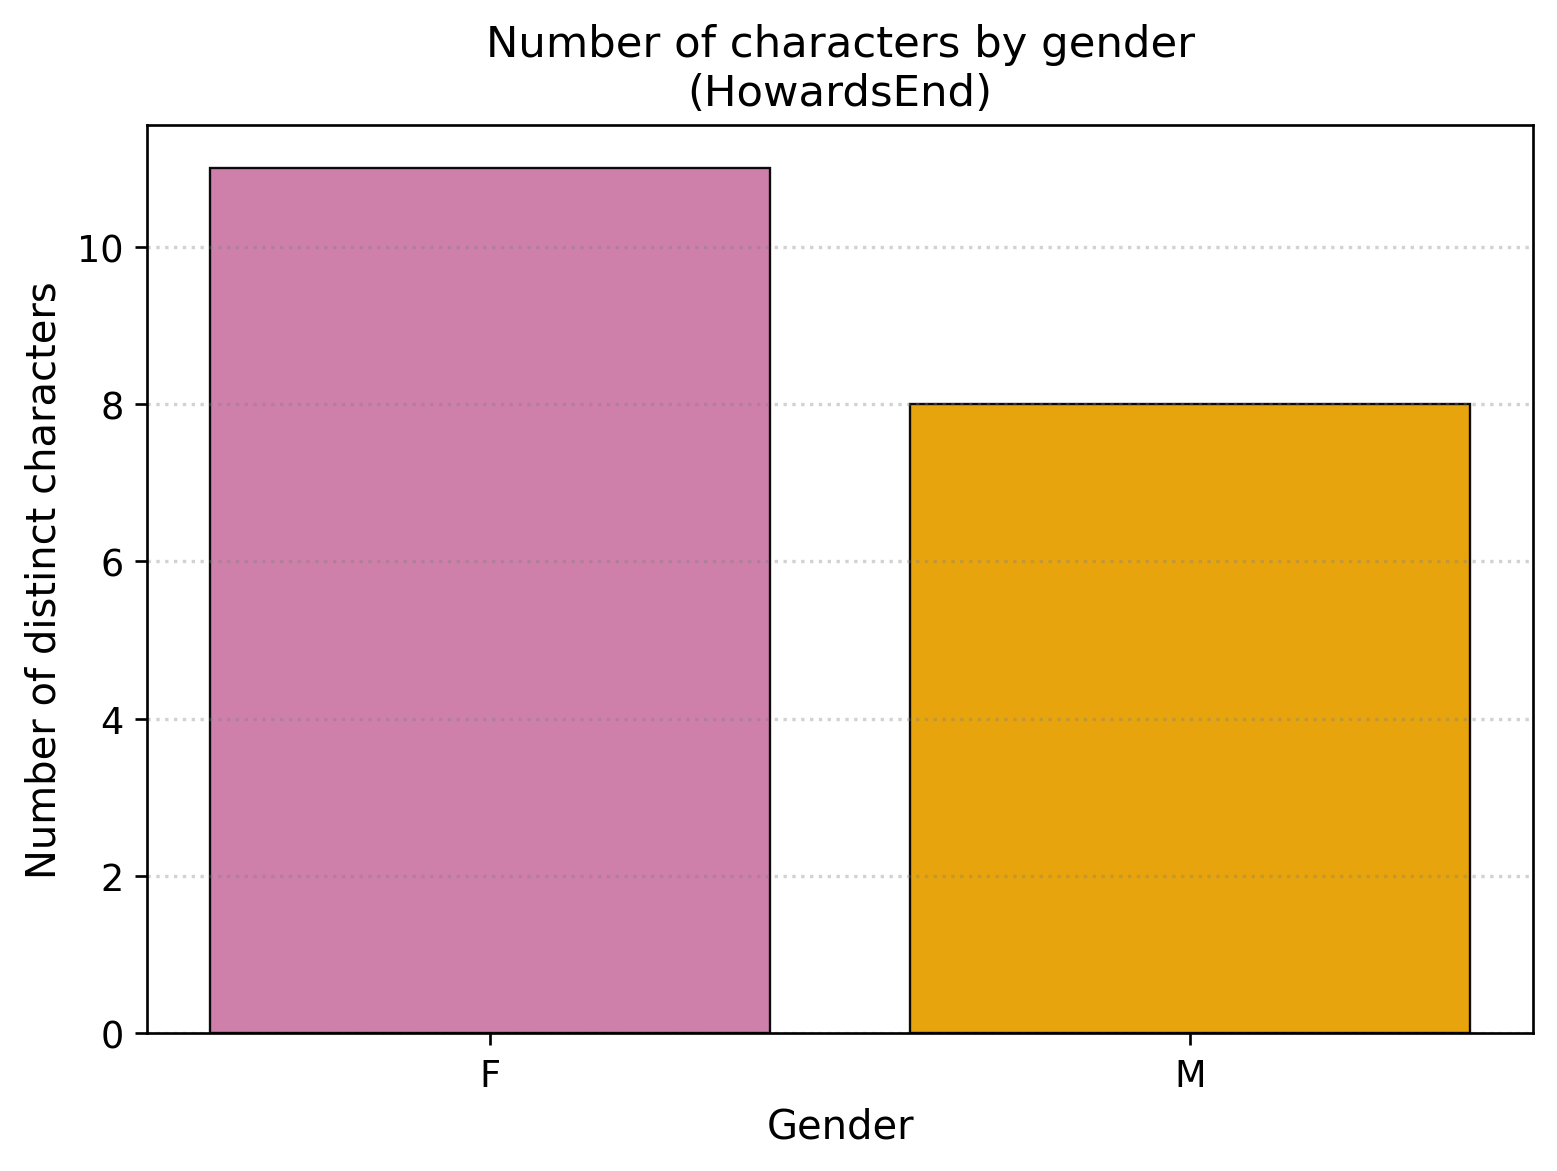 Number of characters by gender
(HowardsEnd)
Number of distinct characters
10
8
6
4
2
0
F
M
Gender